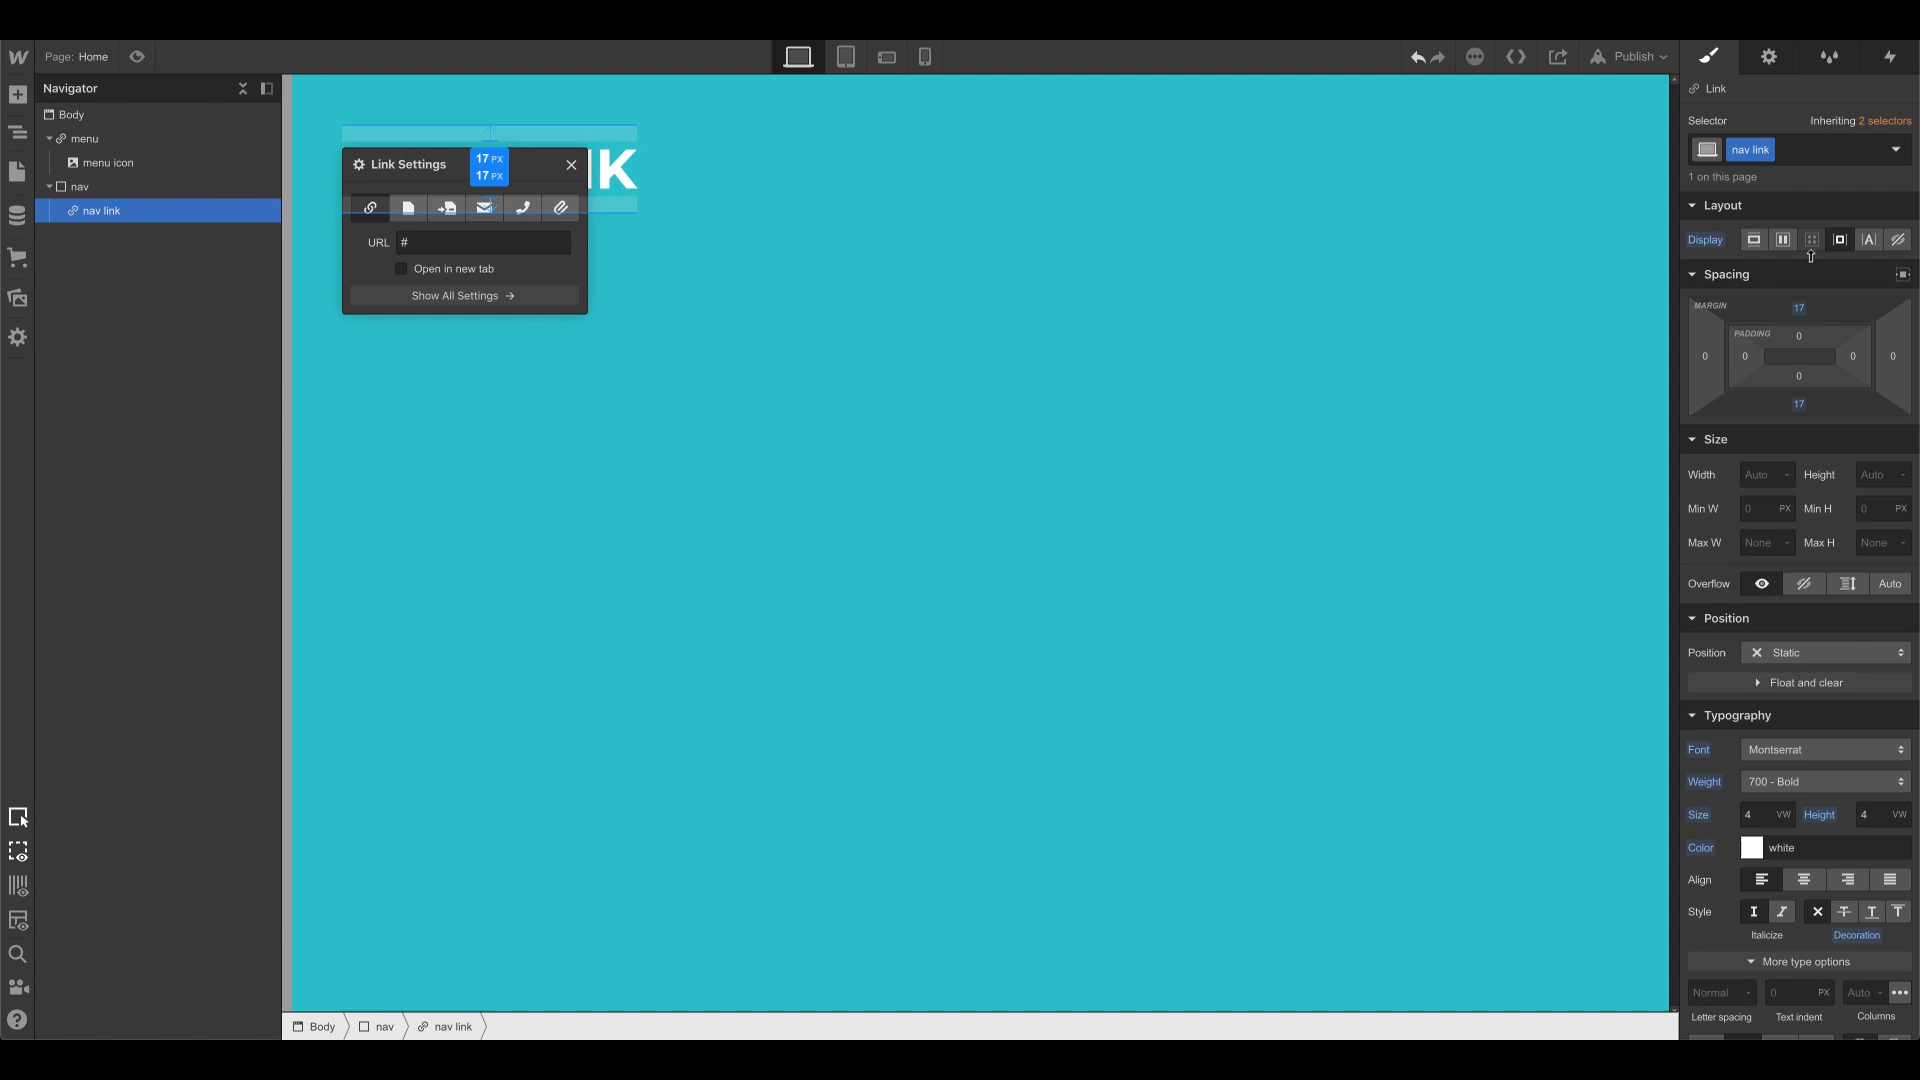 Page: Home
Publish
Navigator
Body
menu
menu icon
nav
nav link
K
Link Settings
17 PX
17 PX
URL #
Open in new tab
Show All Settings →
Body
nav
nav link
Link
Selector Inheriting 2 selectors
nav link
1 on this page
Layout
Display
Spacing
MARGIN 17
PADDING 0
0 0 0 0
0
17
Size
Width Auto - Height Auto -
Min W 0 PX Min H 0 PX
Max W None - Max H None -
Overflow Auto
Position
Position Static
Float and clear
Typography
Font Montserrat
Weight 700 - Bold
Size 4 VW Height 4 VW
Color white
Align
Style
Italicize Decoration
More type options
Normal - 0 PX Auto -
Letter spacing Text indent Columns